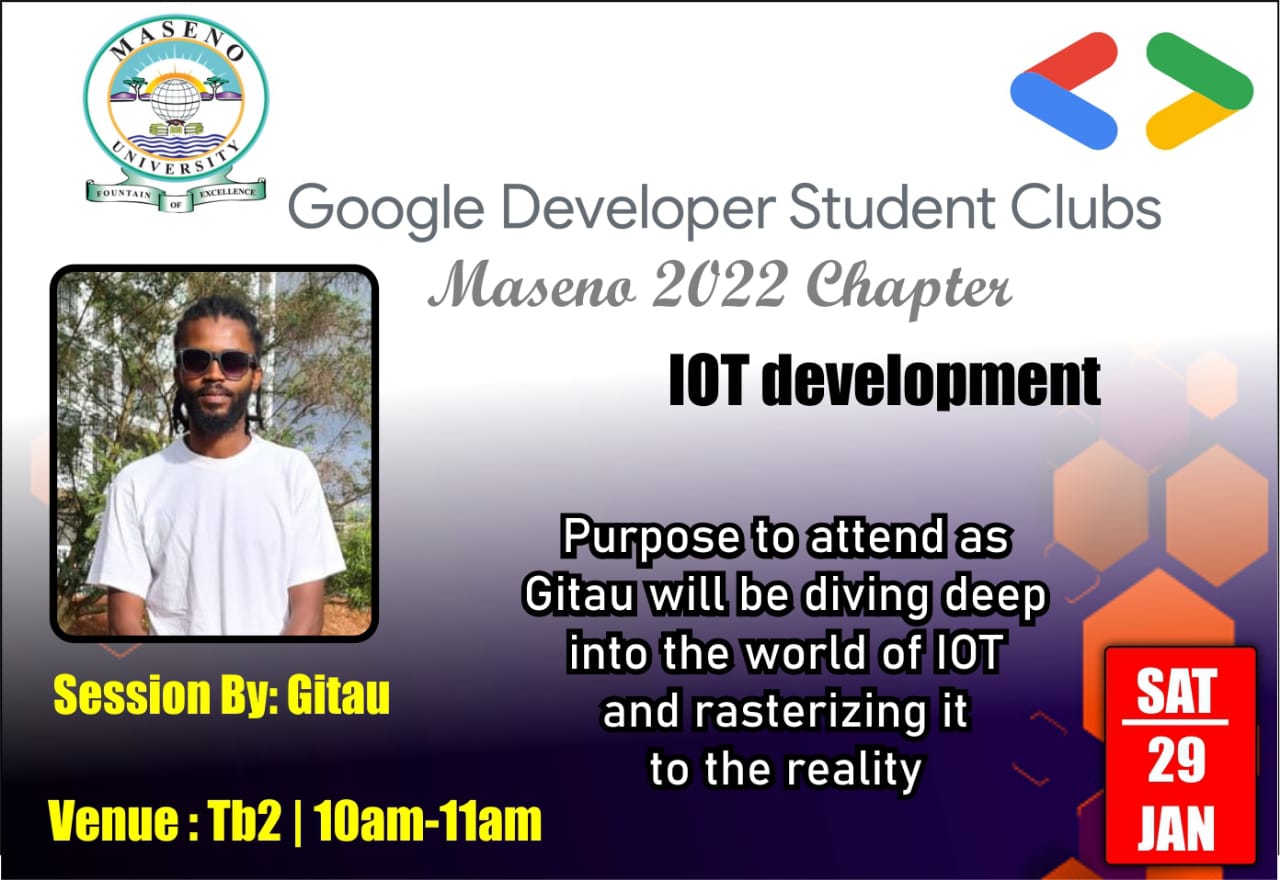 MASENO
UNIVERSITY
FOUNTAIN OF EXCELLENCE
Google Developer Student Clubs
Maseno 2022 Chapter
IOT development
Purpose to attend as
Gitau will be diving deep
into the world of IOT
and rasterizing it
to the reality
Session By: Gitau
Venue : Tb2 | 10am-11am
SAT
29
JAN